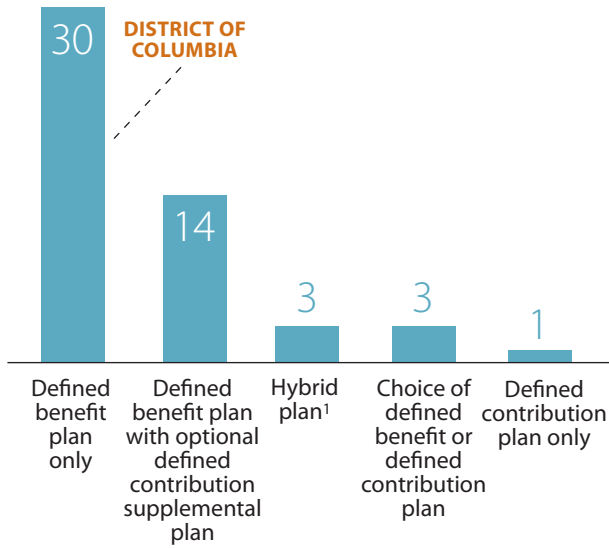 30
DISTRICT OF
COLUMBIA
14
3
3
1
Defined
benefit
plan
only
Defined
benefit plan
with optional
defined
contribution
supplemental
plan
Hybrid
plan¹
Choice of
defined
benefit or
defined
contribution
plan
Defined
contribution
plan only